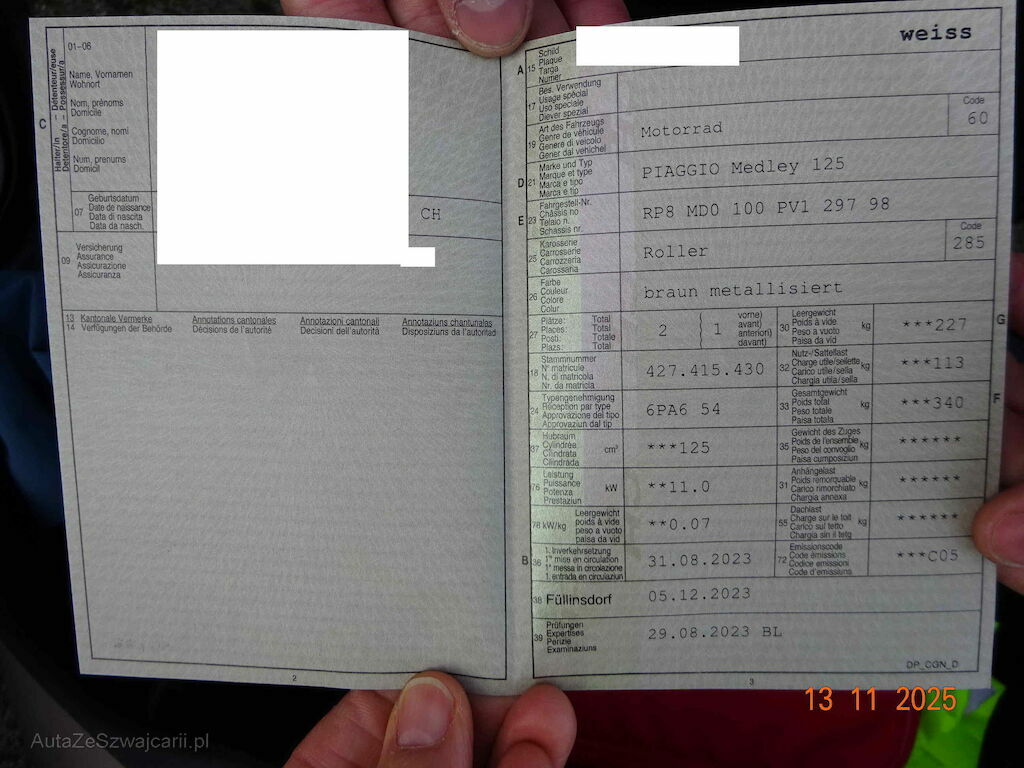 01-06
Name, Vornamen
Wohnort
Nom, prénoms
Domicile
Cognome, nomi
Domicilio
Num, prenums
Domicil
C
Halter/in – Détenteur/euse
Detentore/a – Possessur/a
07
Geburtsdatum
Date de naissance
Data di nascita
Data da nasch.
CH
09
Versicherung
Assurance
Assicurazione
Assicuranza
13 Kantonale Vermerke
14 Verfügungen der Behörde
Annotations cantonales
Décisions de l'autorité
Annotazioni cantonali
Decisioni dell'autorità
Annotaziuns chantunalas
Disposiziuns da l'autoritad
2
weiss
A 15
Schild
Plaque
Targa
Numer
17
Bes. Verwendung
Usage spécial
Uso speciale
Diever spezial
19
Art des Fahrzeugs
Genre de véhicule
Genere di veicolo
Gener dal vehichel
Motorrad
Code
60
D 21
Marke und Typ
Marque et type
Marca e tipo
Marca e tip
PIAGGIO Medley 125
E 23
Fahrgestell-Nr.
Châssis no
Telaio n.
Schassis nr.
RP8 MD0 100 PV1 297 98
25
Karosserie
Carrosserie
Carrozzeria
Carossaria
Roller
Code
285
26
Farbe
Couleur
Colore
Colur
braun metallisiert
27
Plätze: Total
Places: Total
Posti: Totale
Plazs: Total
2
1
vorne)
avant)
anteriori)
davant)
30
Leergewicht
Poids à vide
Peso a vuoto
Paisa da vid
kg
***227
G
18
Stammnummer
N° matricule
N. di matricola
Nr. da matricla
427.415.430
32
Nutz-/Sattellast
Charge utile/sellette
Carico utile/sella
Chargia utila/sella
kg
***113
24
Typengenehmigung
Réception par type
Approvazione del tipo
Approvaziun dal tip
6PA6 54
33
Gesamtgewicht
Poids total
Peso totale
Paisa totala
kg
***340
F
37
Hubraum
Cylindrée
Cilindrata
Cilindrada
cm³
***125
35
Gewicht des Zuges
Poids de l'ensemble
Peso del convoglio
Paisa cumposiziun
kg
******
76
Leistung
Puissance
Potenza
Prestaziun
kW
**11.0
31
Anhängelast
Poids remorquable
Carico rimorchiato
Chargia annexa
kg
******
78 kW/kg
Leergewicht
poids à vide
peso a vuoto
paisa da vid
**0.07
55
Dachlast
Charge sur le toit
Carico sul tetto
Chargia sin il tetg
kg
******
B 36
1. Inverkehrsetzung
1re mise en circulation
1a messa in circolazione
1. entrada en circulaziun
31.08.2023
72
Emissionscode
Code émissions
Codice emissioni
Code d'emissiuns
***C05
38 Füllinsdorf
05.12.2023
39
Prüfungen
Expertises
Perizie
Examinaziuns
29.08.2023 BL
DP_CGN_D
3
13 11 2025
AutaZeSzwajcarii.pl